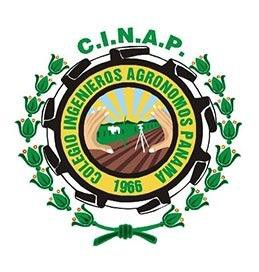 C.I.N.A.P.
COLEGIO INGENIEROS AGRONOMOS PANAMA
1966